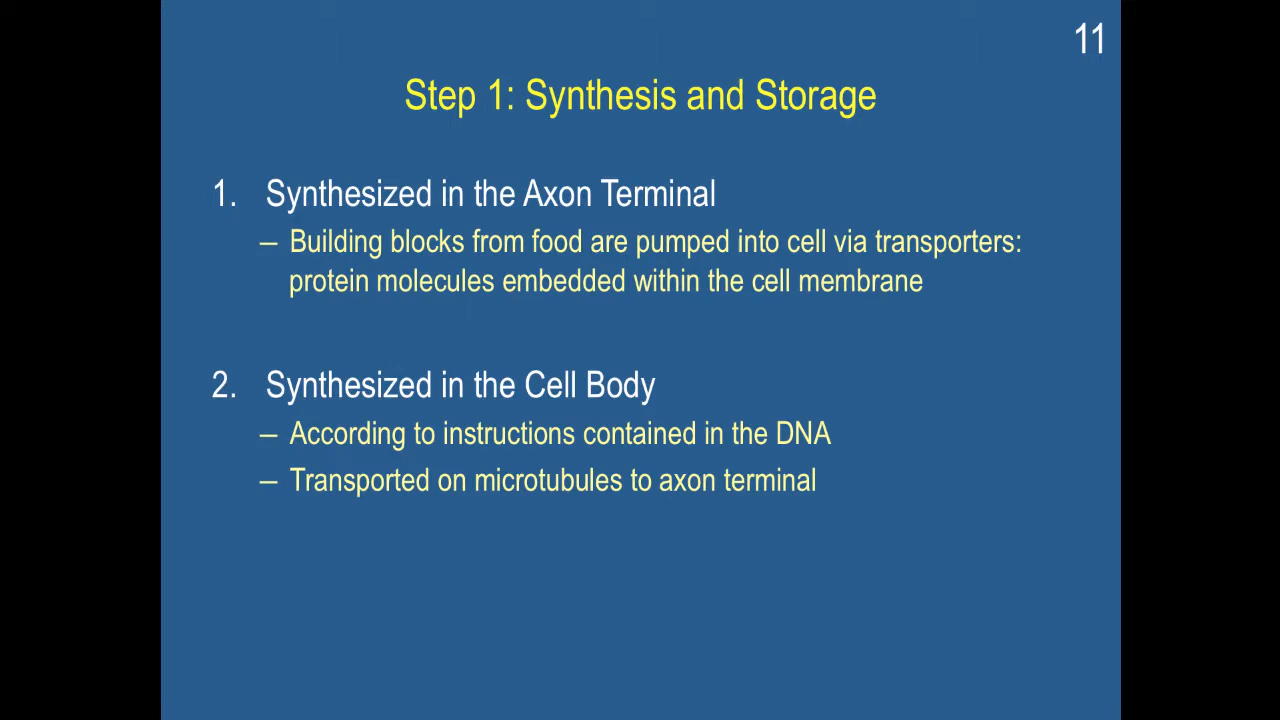 11
Step 1: Synthesis and Storage
1. Synthesized in the Axon Terminal
– Building blocks from food are pumped into cell via transporters:
protein molecules embedded within the cell membrane
2. Synthesized in the Cell Body
– According to instructions contained in the DNA
– Transported on microtubules to axon terminal